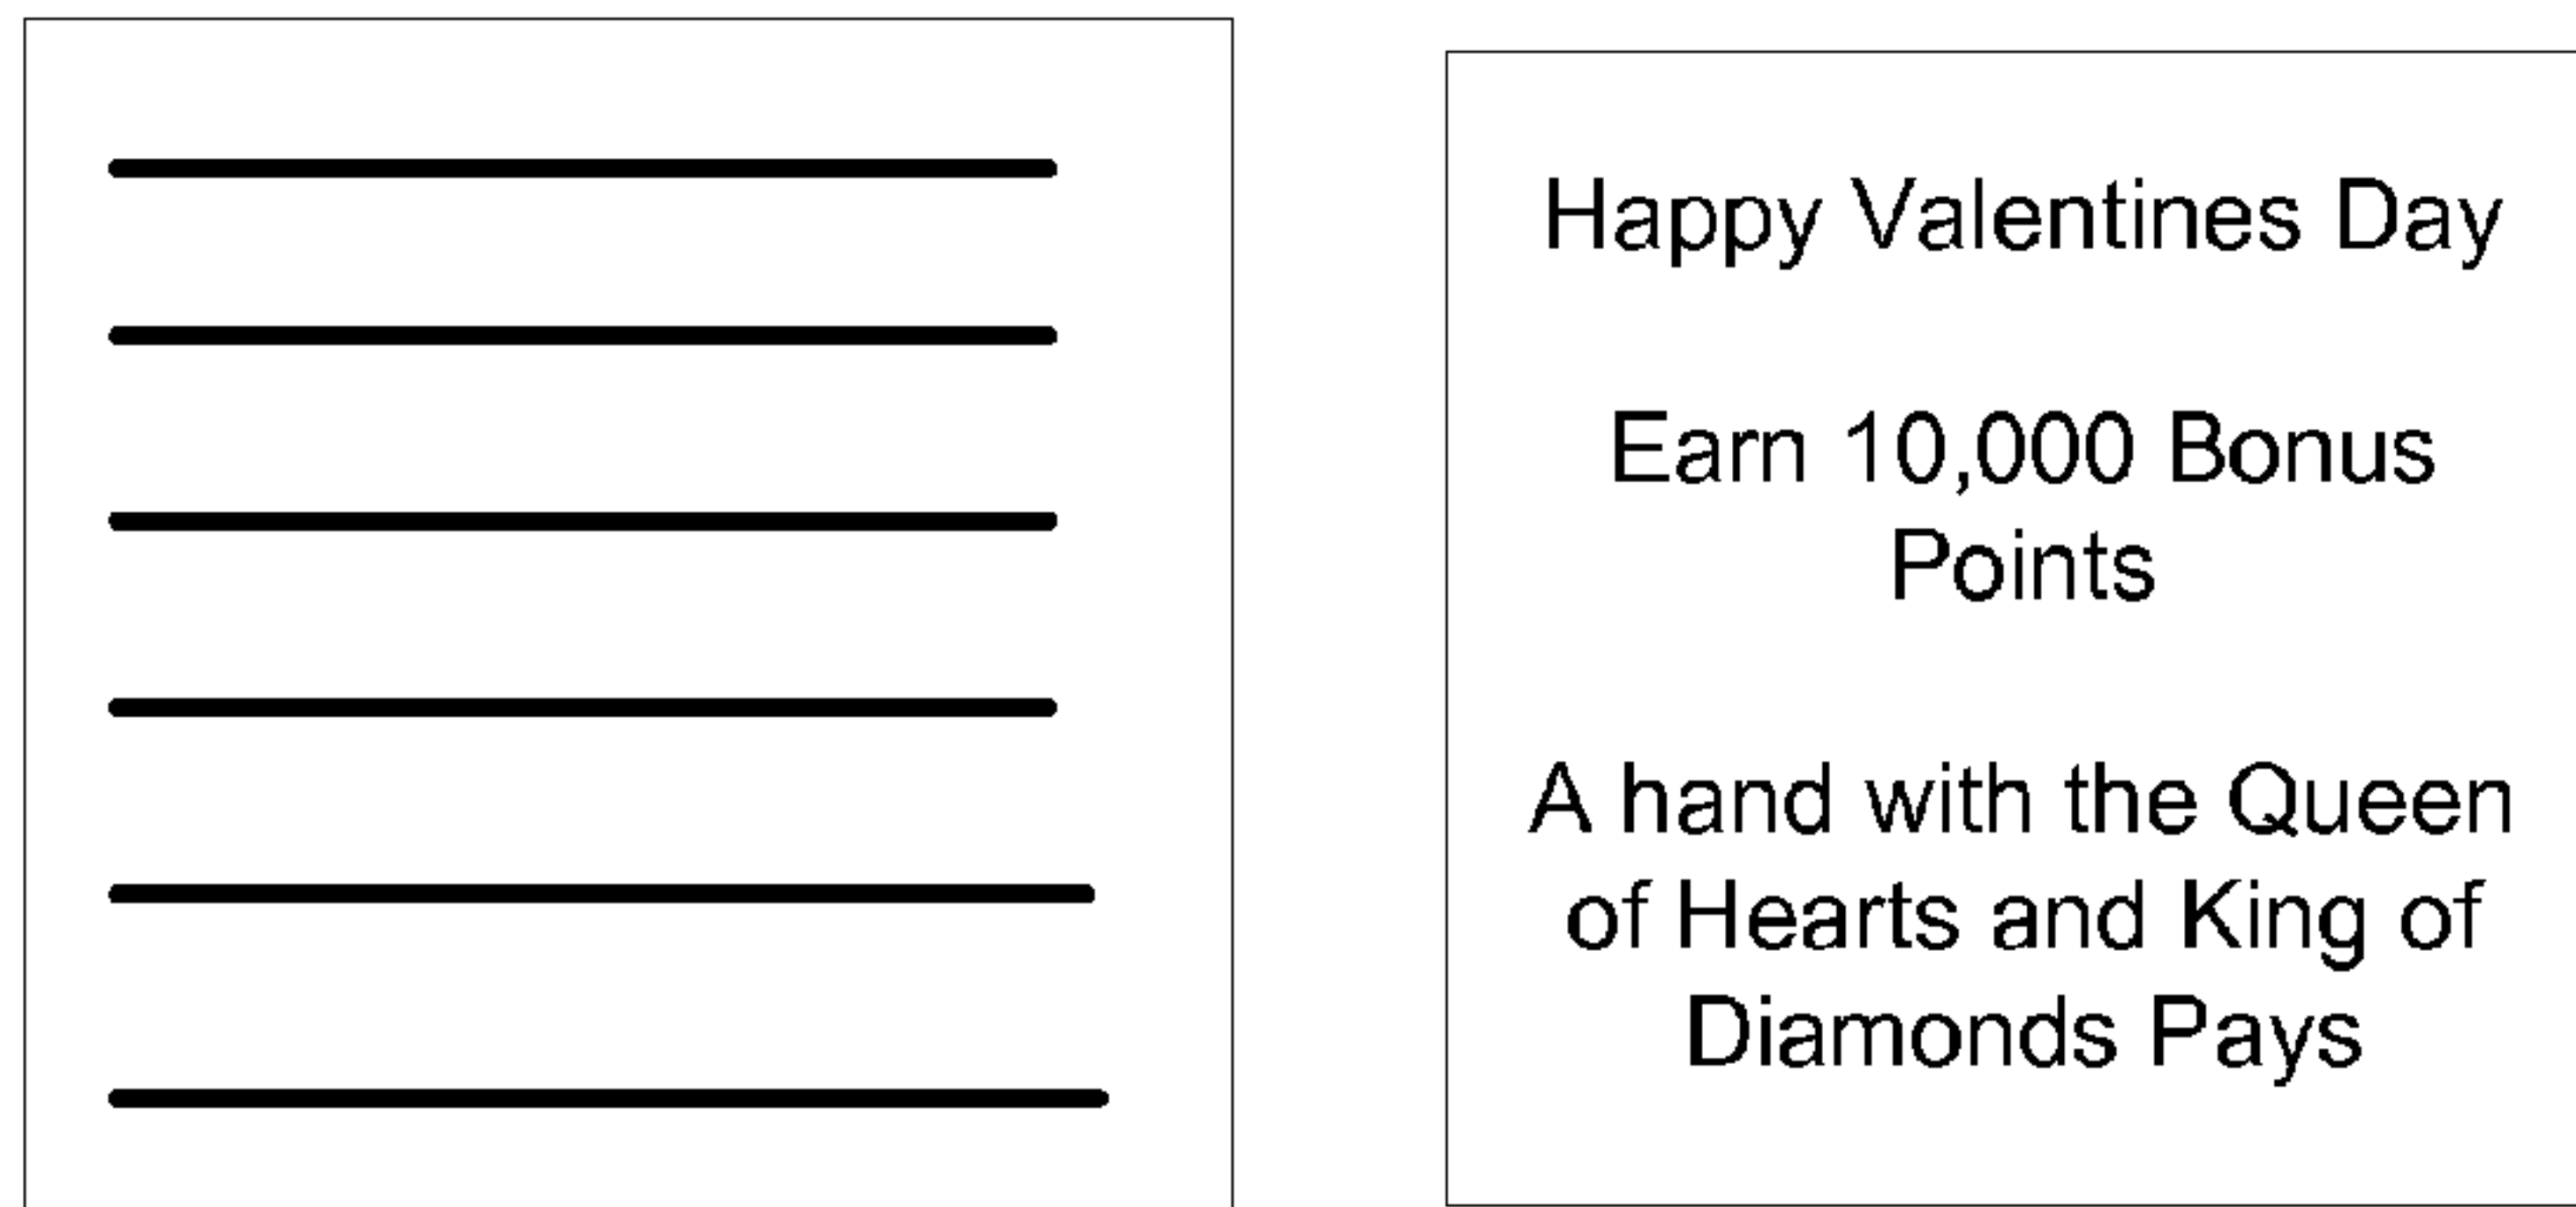 Happy Valentines Day
Earn 10,000 Bonus
Points
A hand with the Queen
of Hearts and King of
Diamonds Pays